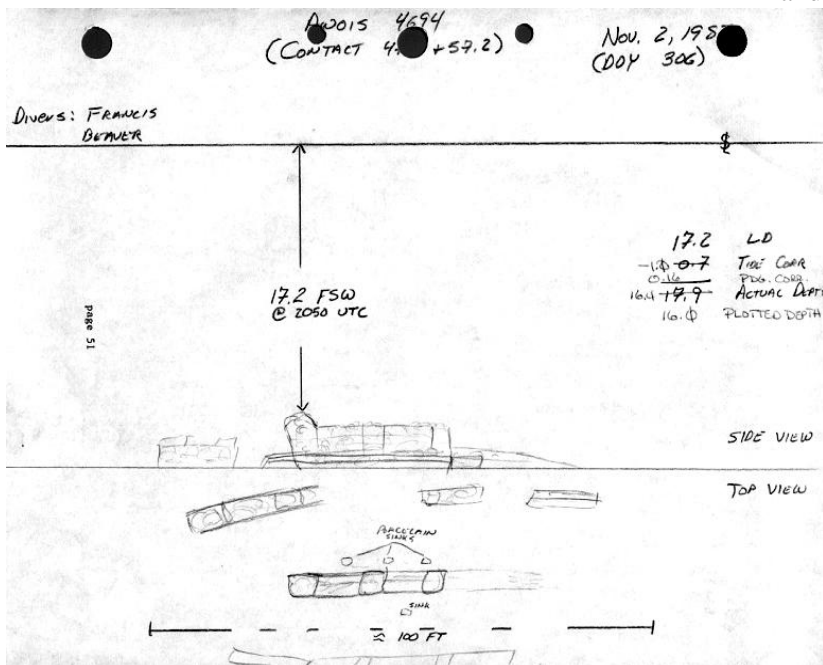 AWOIS 4694
(CONTACT +57.2)
NOV. 2, 198
(DOY 306)
DIVERS: FRANCIS
BEAVER
17.2 LD
-1.0 0.7 TIDE CORR
0.16 PDG. CORR.
16.4 17.9 ACTUAL DEPT
16.0 PLOTTED DEPTH
17.2 FSW
@ 2050 UTC
page 51
SIDE VIEW
TOP VIEW
PORCELAIN
SINKS
SINK
≈ 100 FT